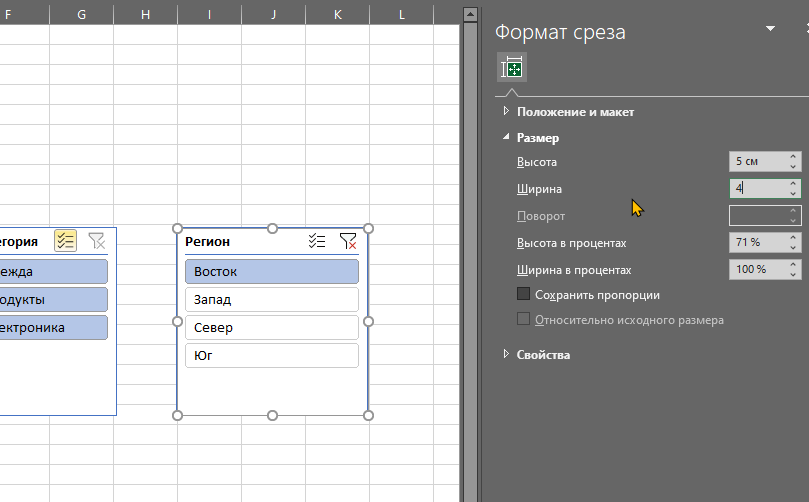 F G H I J K L
Формат среза
Положение и макет
Размер
Высота 5 см
Ширина 4
Поворот
Высота в процентах 71 %
Ширина в процентах 100 %
Сохранить пропорции
Относительно исходного размера
Свойства
егория
ежда
одукты
ектроника
Регион
Восток
Запад
Север
Юг